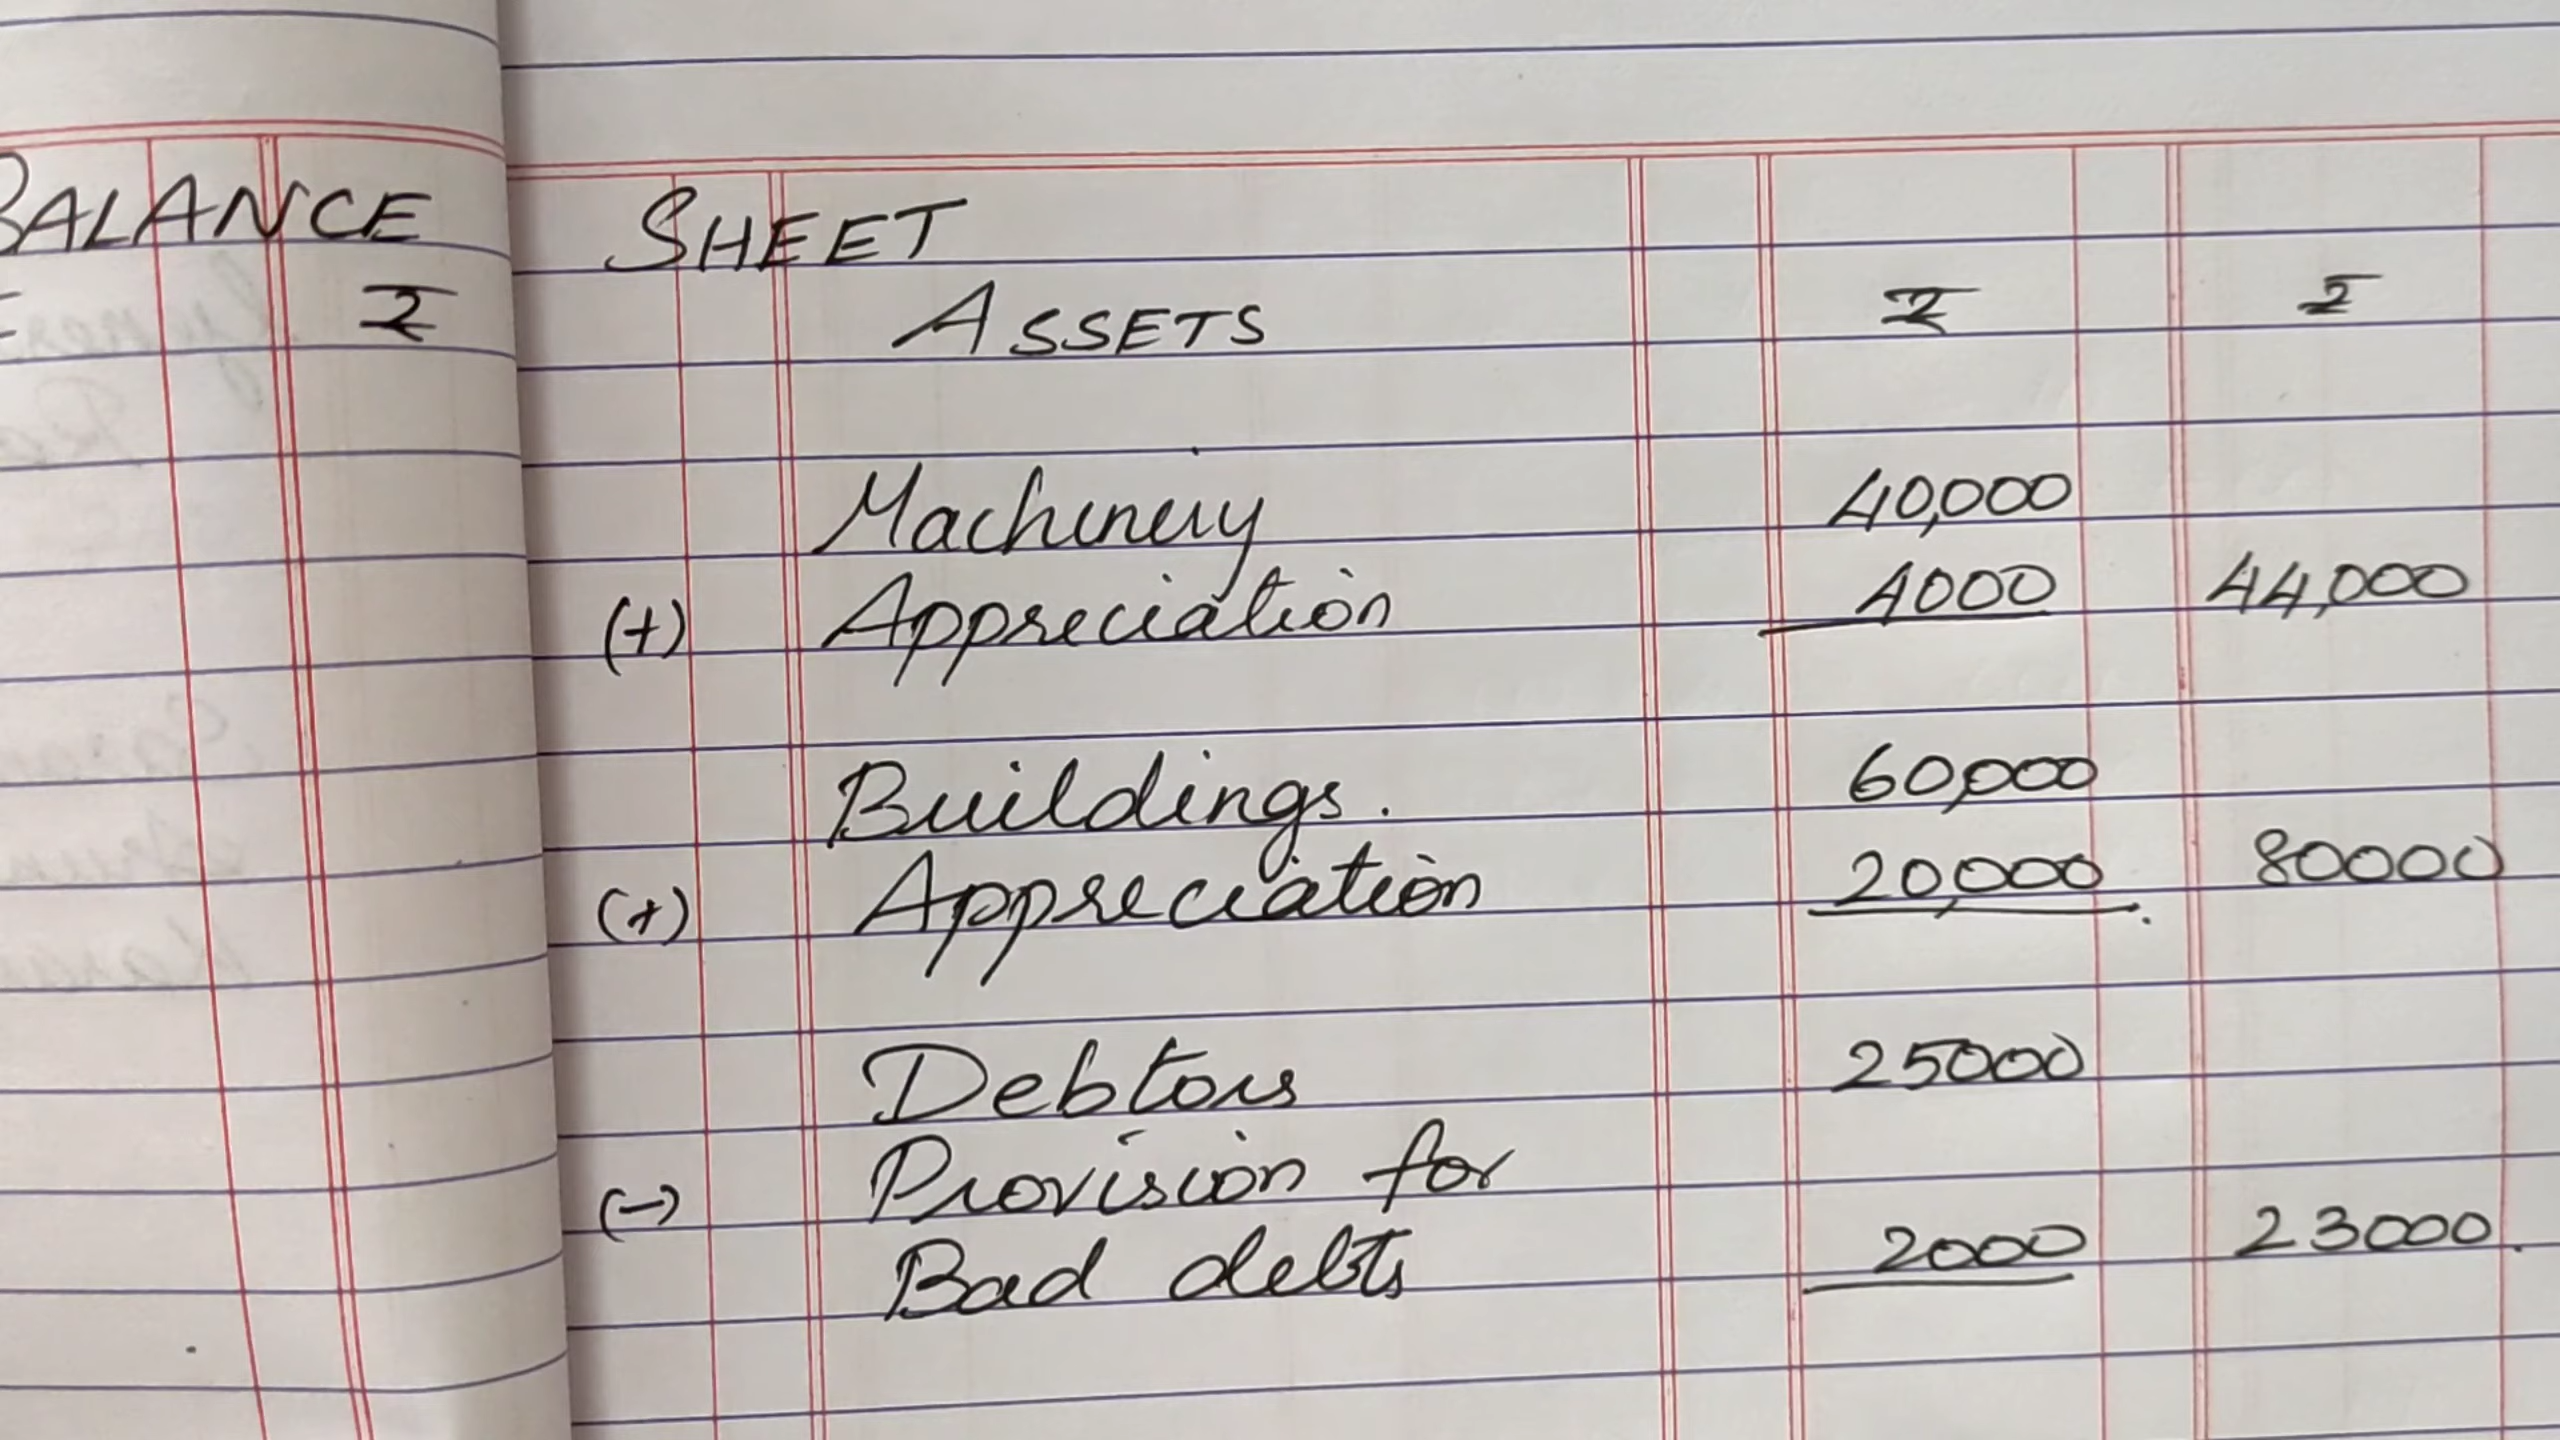 BALANCE SHEET
₹ ASSETS ₹ ₹
Machinery 40,000
(+) Appreciation 4000 44,000
Buildings. 60,000
(+) Appreciation 20,000. 80000
Debtors 25000
(-) Provision for
Bad debts 2000 23000.